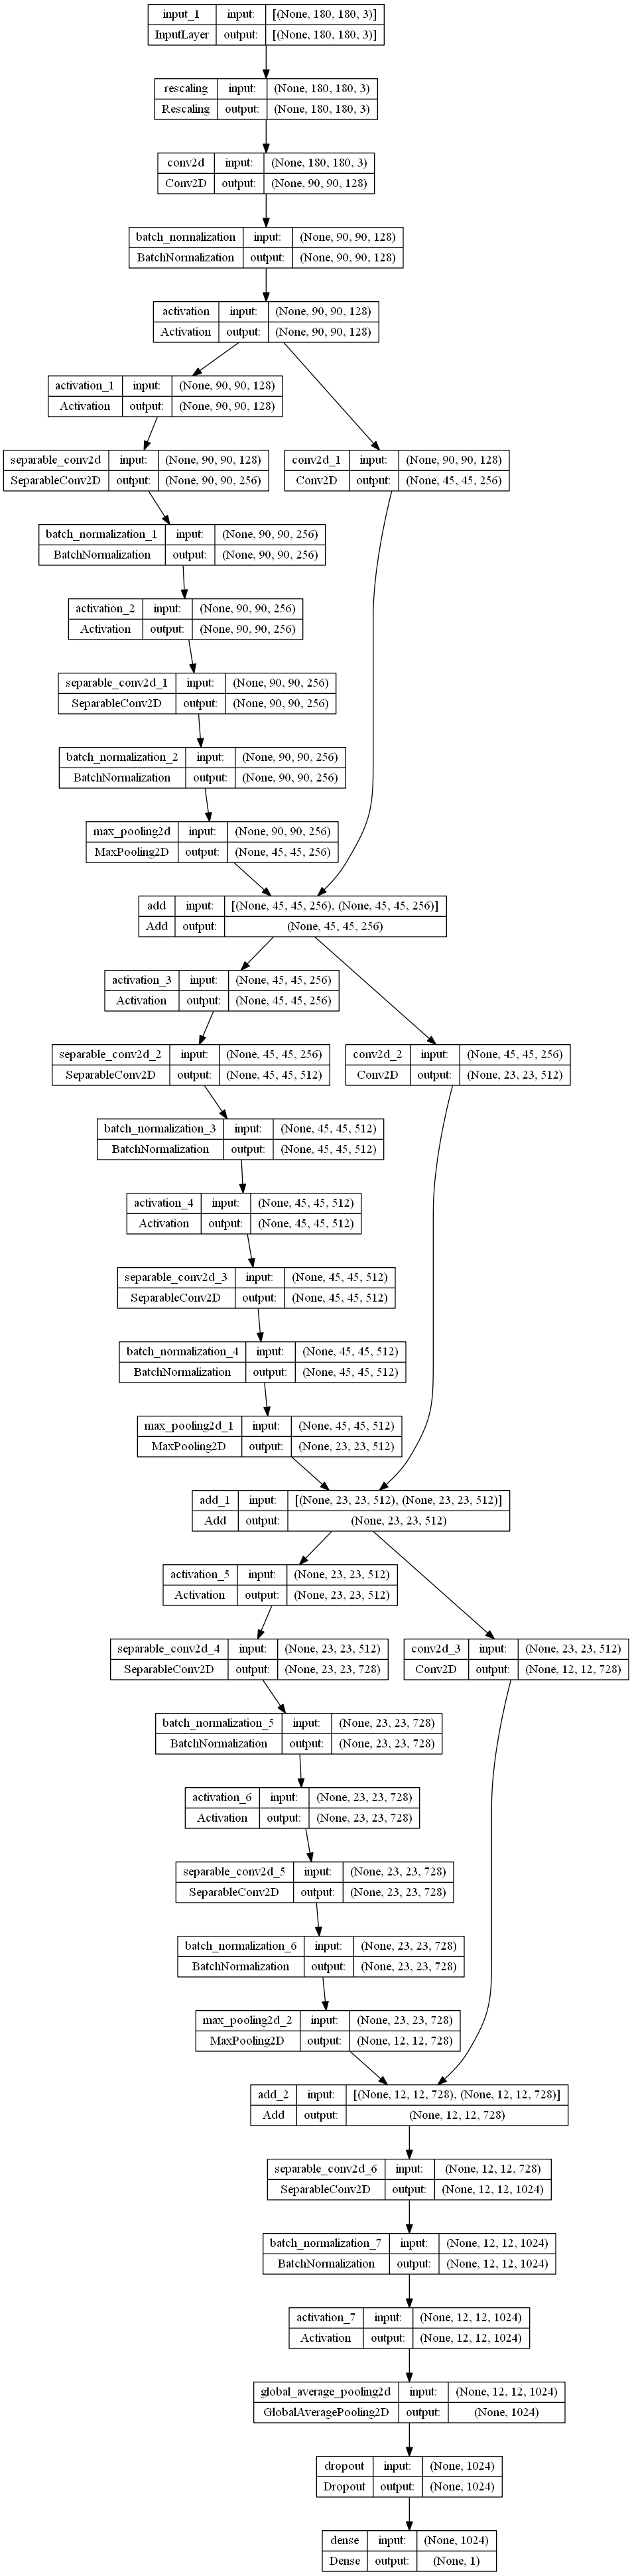 input_1 input: [(None, 180, 180, 3)]
InputLayer output: [(None, 180, 180, 3)]
rescaling input: (None, 180, 180, 3)
Rescaling output: (None, 180, 180, 3)
conv2d input: (None, 180, 180, 3)
Conv2D output: (None, 90, 90, 128)
batch_normalization input: (None, 90, 90, 128)
BatchNormalization output: (None, 90, 90, 128)
activation input: (None, 90, 90, 128)
Activation output: (None, 90, 90, 128)
activation_1 input: (None, 90, 90, 128)
Activation output: (None, 90, 90, 128)
separable_conv2d input: (None, 90, 90, 128)
SeparableConv2D output: (None, 90, 90, 256)
conv2d_1 input: (None, 90, 90, 128)
Conv2D output: (None, 45, 45, 256)
batch_normalization_1 input: (None, 90, 90, 256)
BatchNormalization output: (None, 90, 90, 256)
activation_2 input: (None, 90, 90, 256)
Activation output: (None, 90, 90, 256)
separable_conv2d_1 input: (None, 90, 90, 256)
SeparableConv2D output: (None, 90, 90, 256)
batch_normalization_2 input: (None, 90, 90, 256)
BatchNormalization output: (None, 90, 90, 256)
max_pooling2d input: (None, 90, 90, 256)
MaxPooling2D output: (None, 45, 45, 256)
add input: [(None, 45, 45, 256), (None, 45, 45, 256)]
Add output: (None, 45, 45, 256)
activation_3 input: (None, 45, 45, 256)
Activation output: (None, 45, 45, 256)
separable_conv2d_2 input: (None, 45, 45, 256)
SeparableConv2D output: (None, 45, 45, 512)
conv2d_2 input: (None, 45, 45, 256)
Conv2D output: (None, 23, 23, 512)
batch_normalization_3 input: (None, 45, 45, 512)
BatchNormalization output: (None, 45, 45, 512)
activation_4 input: (None, 45, 45, 512)
Activation output: (None, 45, 45, 512)
separable_conv2d_3 input: (None, 45, 45, 512)
SeparableConv2D output: (None, 45, 45, 512)
batch_normalization_4 input: (None, 45, 45, 512)
BatchNormalization output: (None, 45, 45, 512)
max_pooling2d_1 input: (None, 45, 45, 512)
MaxPooling2D output: (None, 23, 23, 512)
add_1 input: [(None, 23, 23, 512), (None, 23, 23, 512)]
Add output: (None, 23, 23, 512)
activation_5 input: (None, 23, 23, 512)
Activation output: (None, 23, 23, 512)
separable_conv2d_4 input: (None, 23, 23, 512)
SeparableConv2D output: (None, 23, 23, 728)
conv2d_3 input: (None, 23, 23, 512)
Conv2D output: (None, 12, 12, 728)
batch_normalization_5 input: (None, 23, 23, 728)
BatchNormalization output: (None, 23, 23, 728)
activation_6 input: (None, 23, 23, 728)
Activation output: (None, 23, 23, 728)
separable_conv2d_5 input: (None, 23, 23, 728)
SeparableConv2D output: (None, 23, 23, 728)
batch_normalization_6 input: (None, 23, 23, 728)
BatchNormalization output: (None, 23, 23, 728)
max_pooling2d_2 input: (None, 23, 23, 728)
MaxPooling2D output: (None, 12, 12, 728)
add_2 input: [(None, 12, 12, 728), (None, 12, 12, 728)]
Add output: (None, 12, 12, 728)
separable_conv2d_6 input: (None, 12, 12, 728)
SeparableConv2D output: (None, 12, 12, 1024)
batch_normalization_7 input: (None, 12, 12, 1024)
BatchNormalization output: (None, 12, 12, 1024)
activation_7 input: (None, 12, 12, 1024)
Activation output: (None, 12, 12, 1024)
global_average_pooling2d input: (None, 12, 12, 1024)
GlobalAveragePooling2D output: (None, 1024)
dropout input: (None, 1024)
Dropout output: (None, 1024)
dense input: (None, 1024)
Dense output: (None, 1)